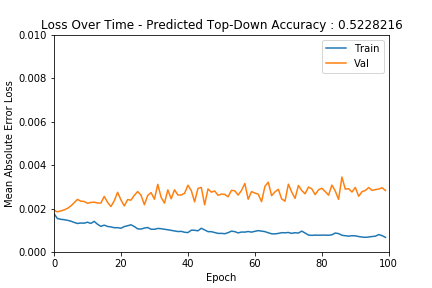 Loss Over Time - Predicted Top-Down Accuracy : 0.5228216
0.010
0.008
0.006
0.004
0.002
0.000
Mean Absolute Error Loss
Train
Val
0 20 40 60 80 100
Epoch